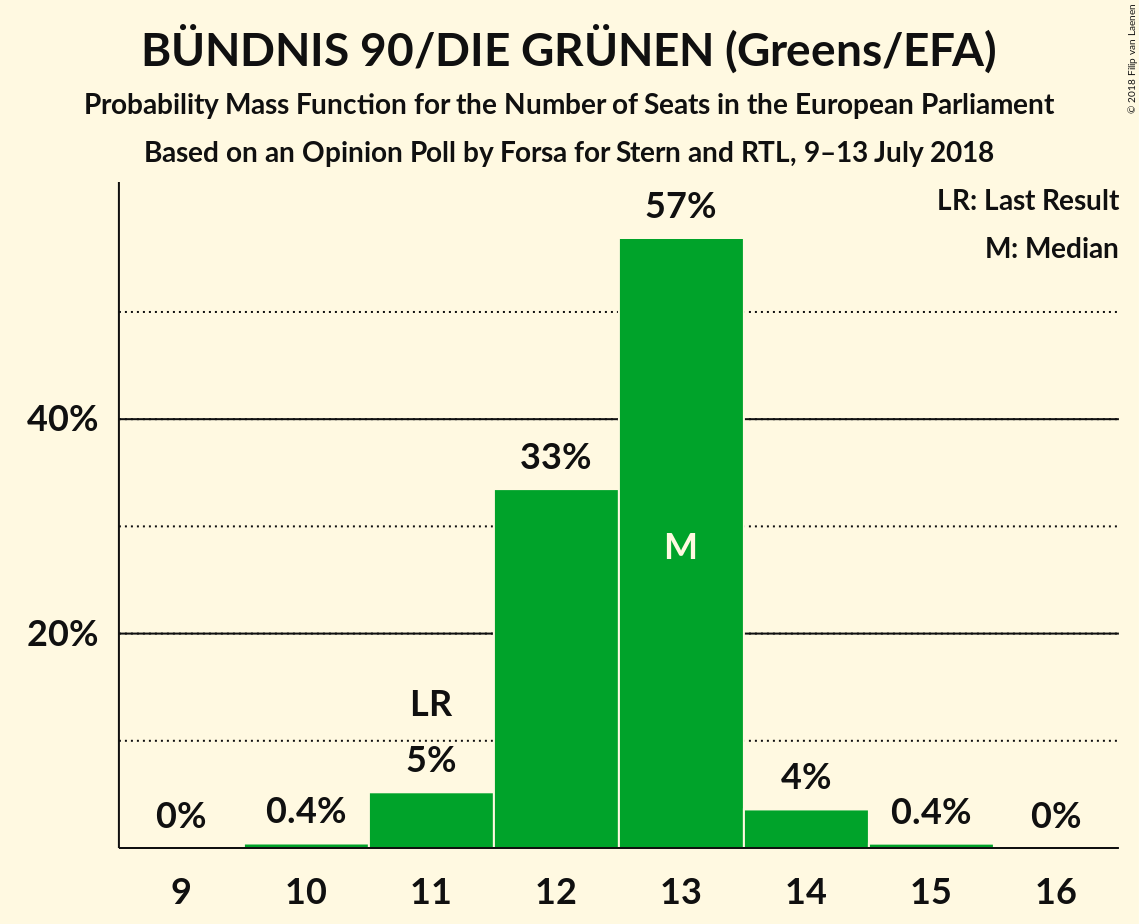 BÜNDNIS 90/DIE GRÜNEN (Greens/EFA)
Probability Mass Function for the Number of Seats in the European Parliament
Based on an Opinion Poll by Forsa for Stern and RTL, 9–13 July 2018
© 2018 Filip van Laenen
LR: Last Result
M: Median
57%
40%
33%
M
20%
LR
5%
4%
0%
0.4%
0.4%
0%
9
10
11
12
13
14
15
16